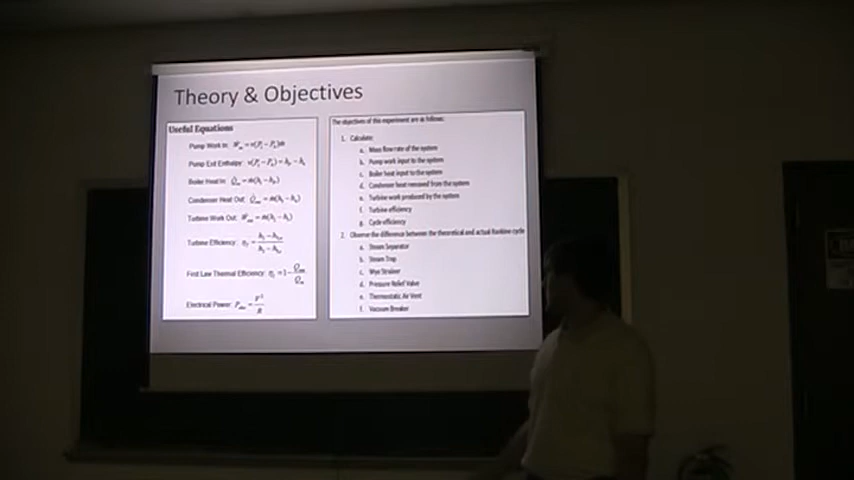 Theory & Objectives
Useful Equations
Pump Work In:
Pump Exit Enthalpy:
Boiler Heat In:
Condenser Heat Out:
Turbine Work Out:
Turbine Efficiency:
First Law Thermal Efficiency:
Electrical Power:
The objectives of this experiment are as follows:
1. Calculate:
a. Mass flow rate of the system
b. Pump work input to the system
c. Boiler heat input to the system
d. Condenser heat removed from the system
e. Turbine work produced by the system
f. Turbine efficiency
g. Cycle efficiency
2. Observe the difference between the theoretical and actual Rankine cycle
a. Steam Separator
b. Steam Trap
c. Wye Strainer
d. Pressure Relief Valve
e. Thermostatic Air Vent
f. Vacuum Breaker